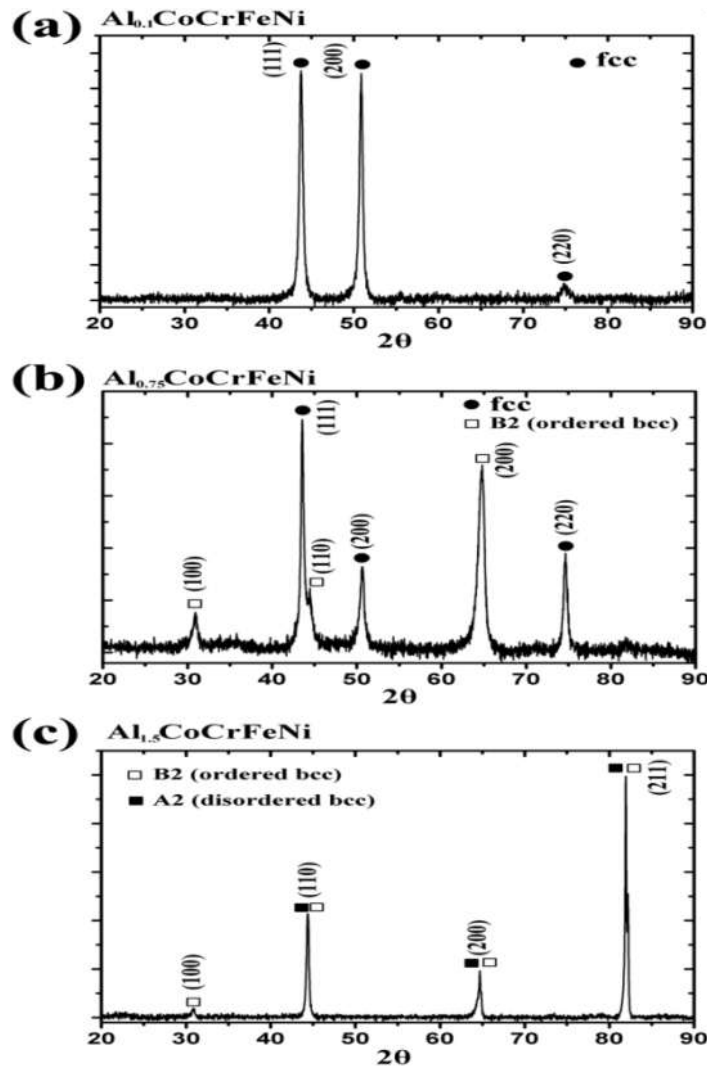 (a) Al0.1CoCrFeNi
(111)
(200)
fcc
(220)
20 30 40 50 60 70 80 90
2θ
(b) Al0.75CoCrFeNi
fcc
B2 (ordered bcc)
(111)
(200)
(100)
(110)
(200)
(220)
20 30 40 50 60 70 80 90
2θ
(c) Al1.5CoCrFeNi
B2 (ordered bcc)
A2 (disordered bcc)
(211)
(110)
(200)
(100)
20 30 40 50 60 70 80 90
2θ